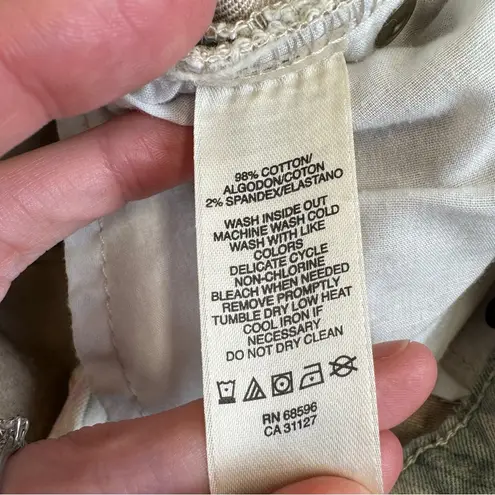 98% COTTON/
ALGODON/COTON
2% SPANDEX/ELASTANO
WASH INSIDE OUT
MACHINE WASH COLD
WASH WITH LIKE
COLORS
DELICATE CYCLE
NON-CHLORINE
BLEACH WHEN NEEDED
REMOVE PROMPTLY
TUMBLE DRY LOW HEAT
COOL IRON IF
NECESSARY
DO NOT DRY CLEAN
RN 68596
CA 31127